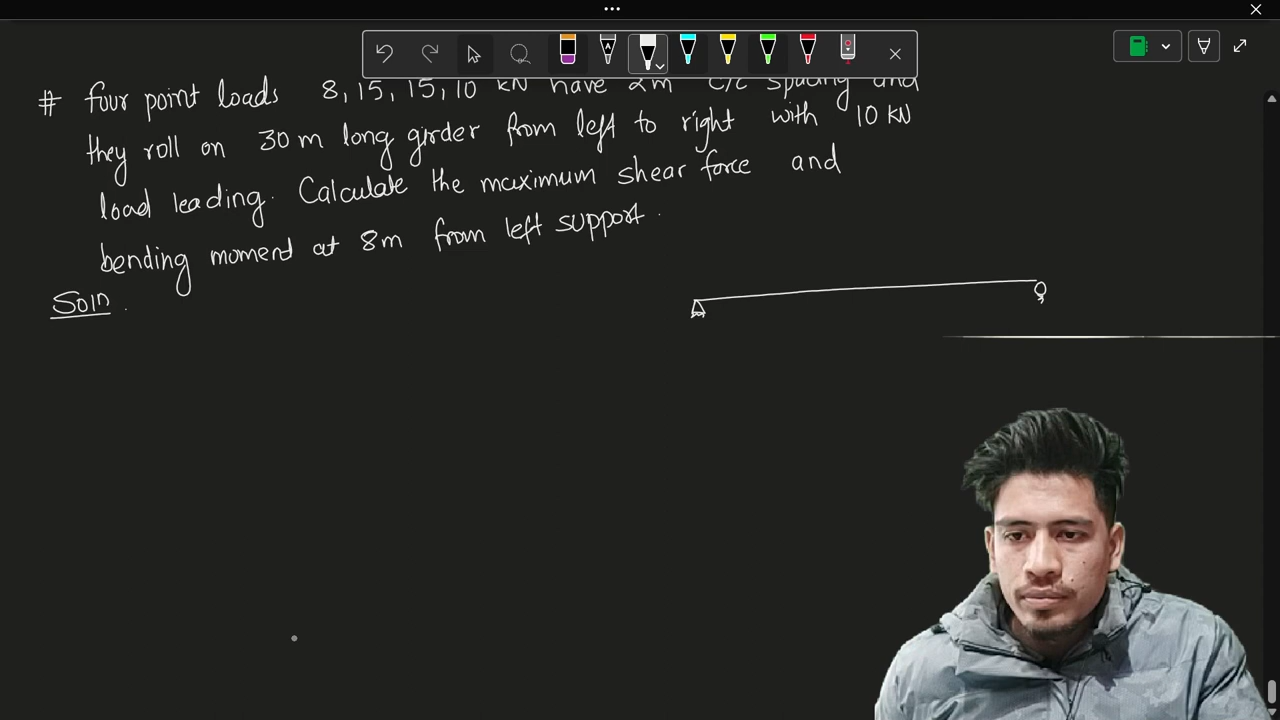 # four point loads 8, 15, 15, 10 kN have 2m c/c spacing and
they roll on 30 m long girder from left to right with 10 kN
load leading. Calculate the maximum shear force and
bending moment at 8m from left support.
Soln.